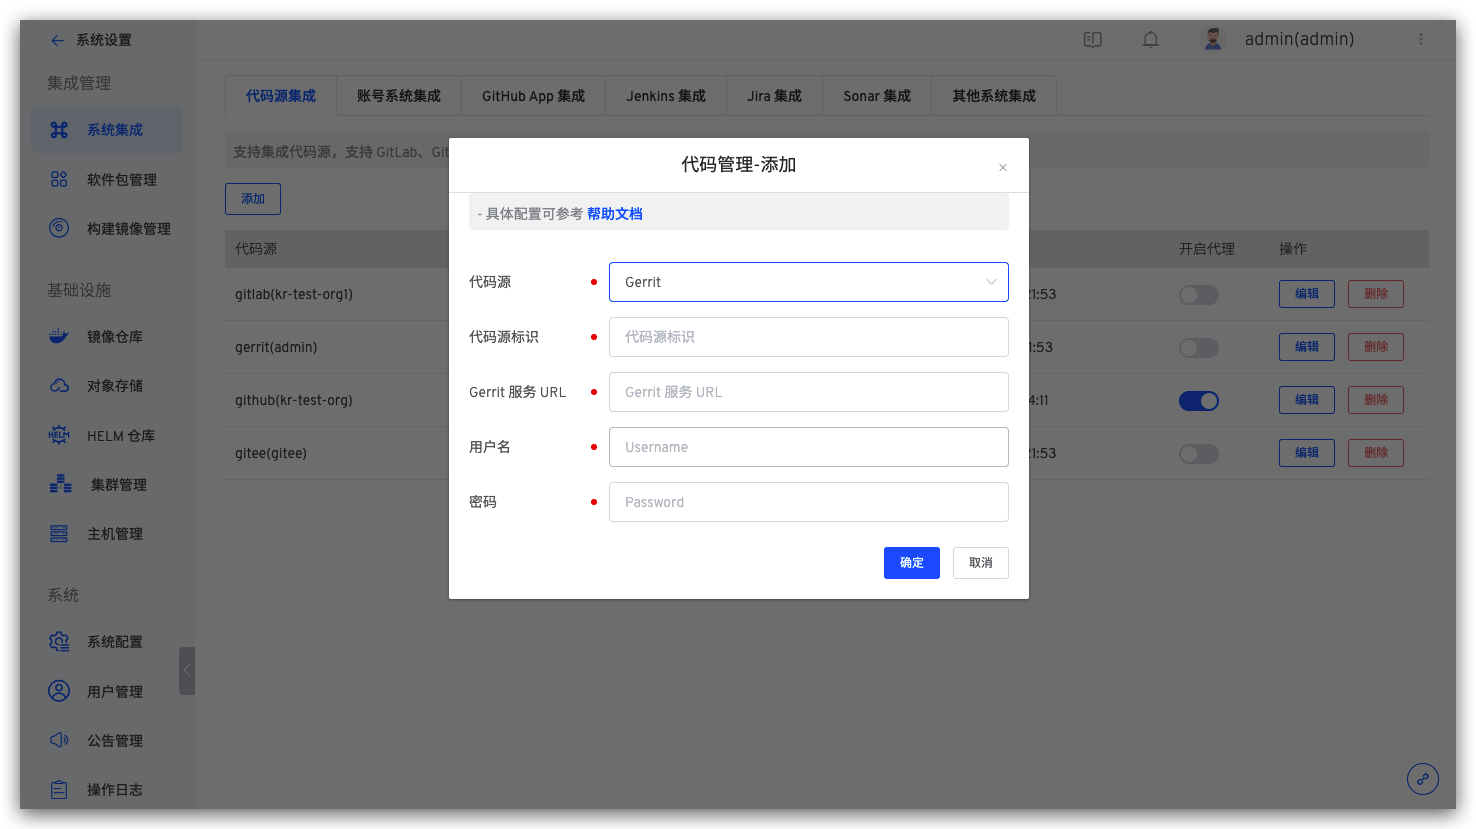 系统设置
admin(admin)
集成管理
系统集成
软件包管理
构建镜像管理
基础设施
镜像仓库
对象存储
HELM 仓库
集群管理
主机管理
系统
系统配置
用户管理
公告管理
操作日志
代码源集成
账号系统集成
GitHub App 集成
Jenkins 集成
Jira 集成
Sonar 集成
其他系统集成
支持集成代码源，支持 GitLab、Git
添加
代码源
开启代理
操作
gitlab(kr-test-org1)
21:53
编辑
删除
gerrit(admin)
1:53
编辑
删除
github(kr-test-org)
4:11
编辑
删除
gitee(gitee)
21:53
编辑
删除
代码管理-添加
- 具体配置可参考 帮助文档
代码源
Gerrit
代码源标识
代码源标识
Gerrit 服务 URL
Gerrit 服务 URL
用户名
Username
密码
Password
确定
取消